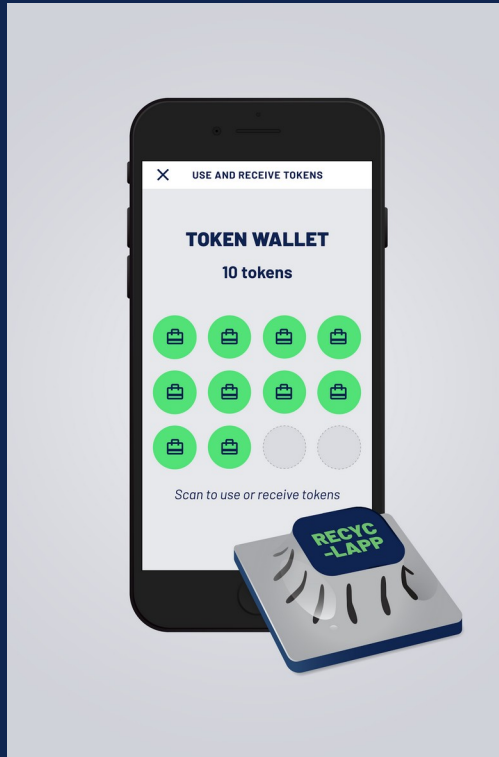 USE AND RECEIVE TOKENS
TOKEN WALLET
10 tokens
Scan to use or receive tokens
RECYC
-LAPP